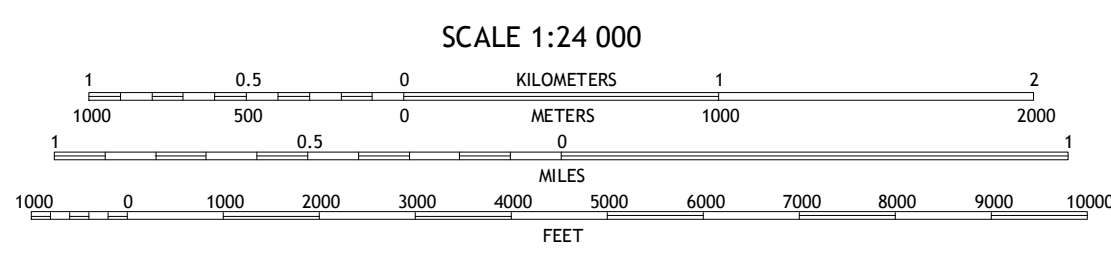 SCALE 1:24 000
1 0.5 0 KILOMETERS 1 2
1000 500 0 METERS 1000 2000
1 0.5 0 1
MILES
1000 0 1000 2000 3000 4000 5000 6000 7000 8000 9000 10000
FEET